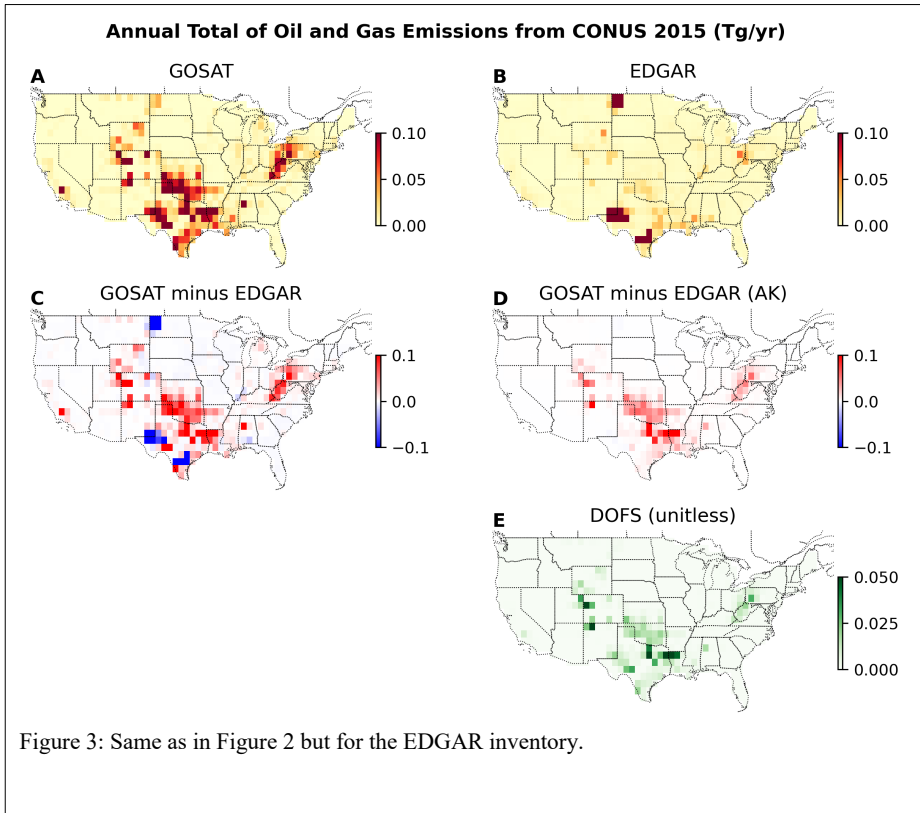 Annual Total of Oil and Gas Emissions from CONUS 2015 (Tg/yr)
A GOSAT
0.10
0.05
0.00
B EDGAR
0.10
0.05
0.00
C GOSAT minus EDGAR
0.1
0.0
−0.1
D GOSAT minus EDGAR (AK)
0.1
0.0
−0.1
E DOFS (unitless)
0.050
0.025
0.000
Figure 3: Same as in Figure 2 but for the EDGAR inventory.